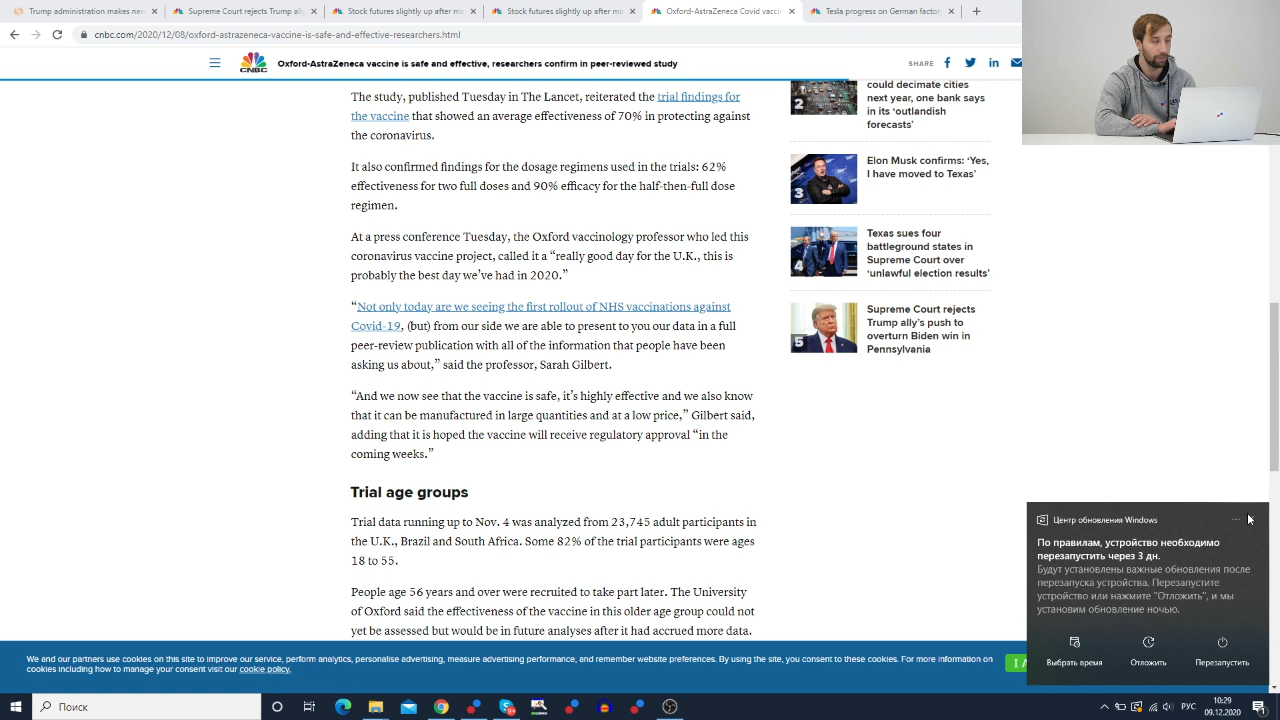 Trump administration makes new
Supreme Court rejects Trump ally
Stock futures slightly up after ma
Stock futures slightly up after ma
Oxford-AstraZeneca vaccine
Tesla progress German factory
cnbc.com/2020/12/08/oxford-astrazeneca-vaccine-is-safe-and-effective-researchers.html
CNBC
Oxford-AstraZeneca vaccine is safe and effective, researchers confirm in peer-reviewed study
SHARE
The study, published Tuesday in The Lancet, reiterated the trial findings for
the vaccine that showed an average effectiveness of 70% in protecting against
the coronavirus.
It also confirmed findings for the dosage regimens used in the trials: 62%
effectiveness for two full doses and 90% efficacy for the half-then-full dose
regimen.
At a press conference Tuesday, the Oxford vaccinology professor who led this
coronavirus vaccine project, called it a “really good day for the U.K., this is
probably the best day we’ve had in 2020.”
“Not only today are we seeing the first rollout of NHS vaccinations against
Covid-19, (but) from our side we are able to present to you our data in a full
peer-review publication with all of the information that people have been
asking us about,” said the professor, Sarah Gilbert.
“And we now see that the vaccine is safe, it’s highly effective and we also know
that it can be manufactured in large quantities and at a low price,” Gilbert said,
adding that it is hoped the vaccine will receive regulatory approval “in the
coming weeks.”
Trial age groups
Trial data running up to Nov. 4 was analyzed from 23,745 adult participants in
the U.K., Brazil and South Africa. Some 82% of the trial participants were ages
18 to 55.
People age 56 years and over were recruited to take part later. The University
of Oxford said effectiveness of the vaccine in this older age group could not
yet be assessed but would be in future analyses after it had accrued more data.
2
could decimate cities
next year, one bank says
in its ‘outlandish
forecasts’
3
Elon Musk confirms: ‘Yes,
I have moved to Texas’
4
Texas sues four
battleground states in
Supreme Court over
‘unlawful election results’
5
Supreme Court rejects
Trump ally’s push to
overturn Biden win in
Pennsylvania
We and our partners use cookies on this site to improve our service, perform analytics, personalise advertising, measure advertising performance, and remember website preferences. By using the site, you consent to these cookies. For more information on
cookies including how to manage your consent visit our cookie policy.
I A
Центр обновления Windows
По правилам, устройство необходимо
перезапустить через 3 дн.
Будут установлены важные обновления после
перезапуска устройства. Перезапустите
устройство или нажмите "Отложить", и мы
установим обновление ночью.
Выбрать время
Отложить
Перезапустить
Поиск
РУС
10:29
09.12.2020